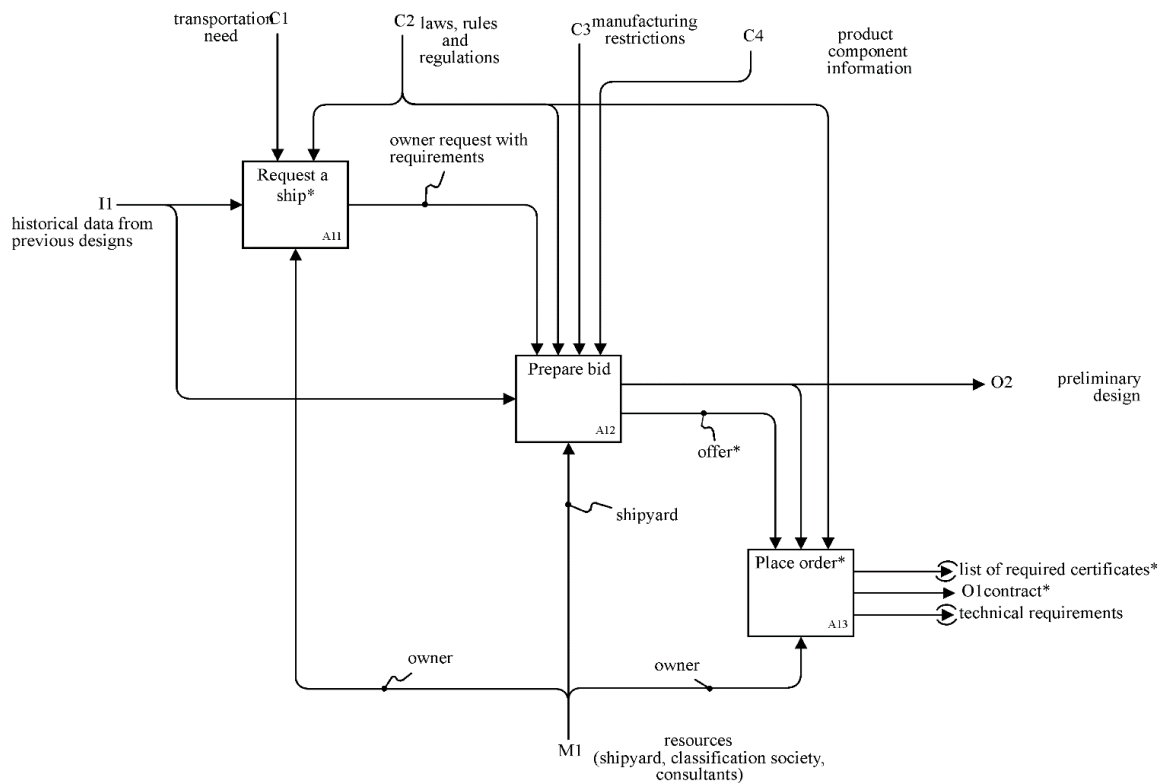 transportation C1
need
C2 laws, rules
and
regulations
C3 manufacturing
restrictions
C4
product
component
information
owner request with
requirements
Request a
ship*
A11
I1
historical data from
previous designs
Prepare bid
A12
O2
preliminary
design
offer*
shipyard
Place order*
A13
list of required certificates*
O1contract*
technical requirements
owner
owner
M1
resources
(shipyard, classification society,
consultants)